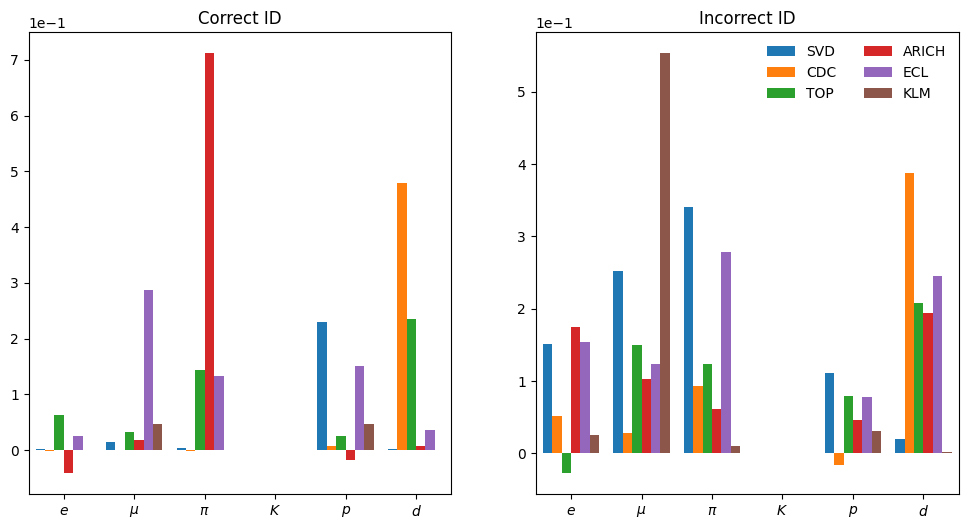 Correct ID
1e−1
7
6
5
4
3
2
1
0
e μ π K p d
Incorrect ID
1e−1
5
4
3
2
1
0
SVD ARICH
CDC ECL
TOP KLM
e μ π K p d